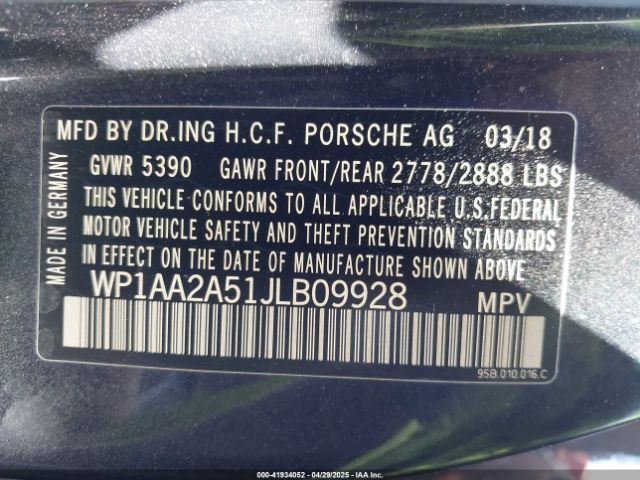 MFD BY DR.ING H.C.F. PORSCHE AG 03/18
GVWR 5390 GAWR FRONT/REAR 2778/2888 LBS
THIS VEHICLE CONFORMS TO ALL APPLICABLE U.S.FEDERAL
MOTOR VEHICLE SAFETY AND THEFT PREVENTION STANDARDS
IN EFFECT ON THE DATE OF MANUFACTURE SHOWN ABOVE.
WP1AA2A51JLB09928 MPV
MADE IN GERMANY
95B.010.016.C
000-41934052 | 04/29/2025 - IAAI.com